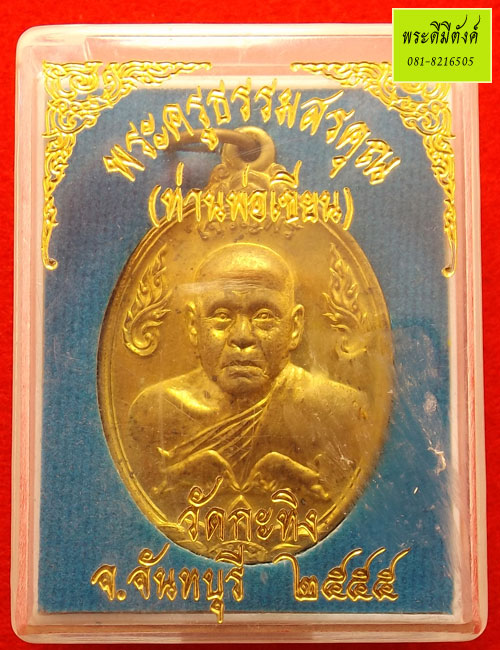 พระดีมีตังค์
081-8216505
พระครูธรรมสรคุณ
(ท่านพ่อเขียน)
วัดกะทิง
จ.จันทบุรี ๒๕๕๕